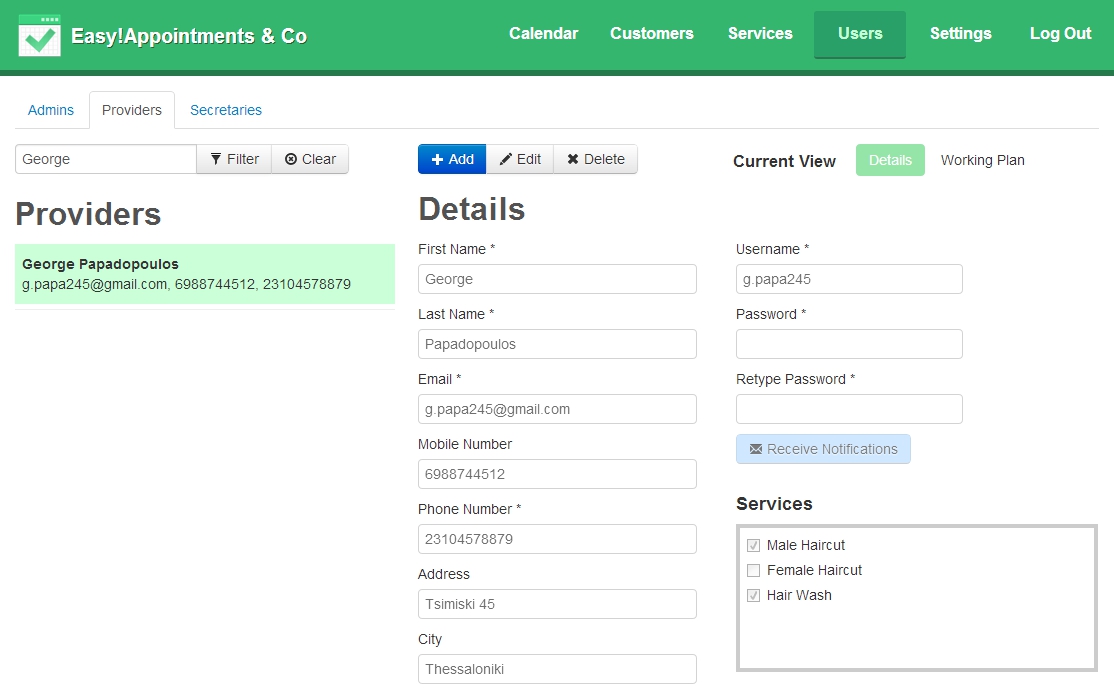 Easy!Appointments & Co
Calendar Customers Services Users Settings Log Out
Admins Providers Secretaries
George Filter Clear
Add Edit Delete
Current View Details Working Plan
Providers
George Papadopoulos
g.papa245@gmail.com, 6988744512, 23104578879
Details
First Name *
George
Last Name *
Papadopoulos
Email *
g.papa245@gmail.com
Mobile Number
6988744512
Phone Number *
23104578879
Address
Tsimiski 45
City
Thessaloniki
Username *
g.papa245
Password *
Retype Password *
Receive Notifications
Services
Male Haircut
Female Haircut
Hair Wash